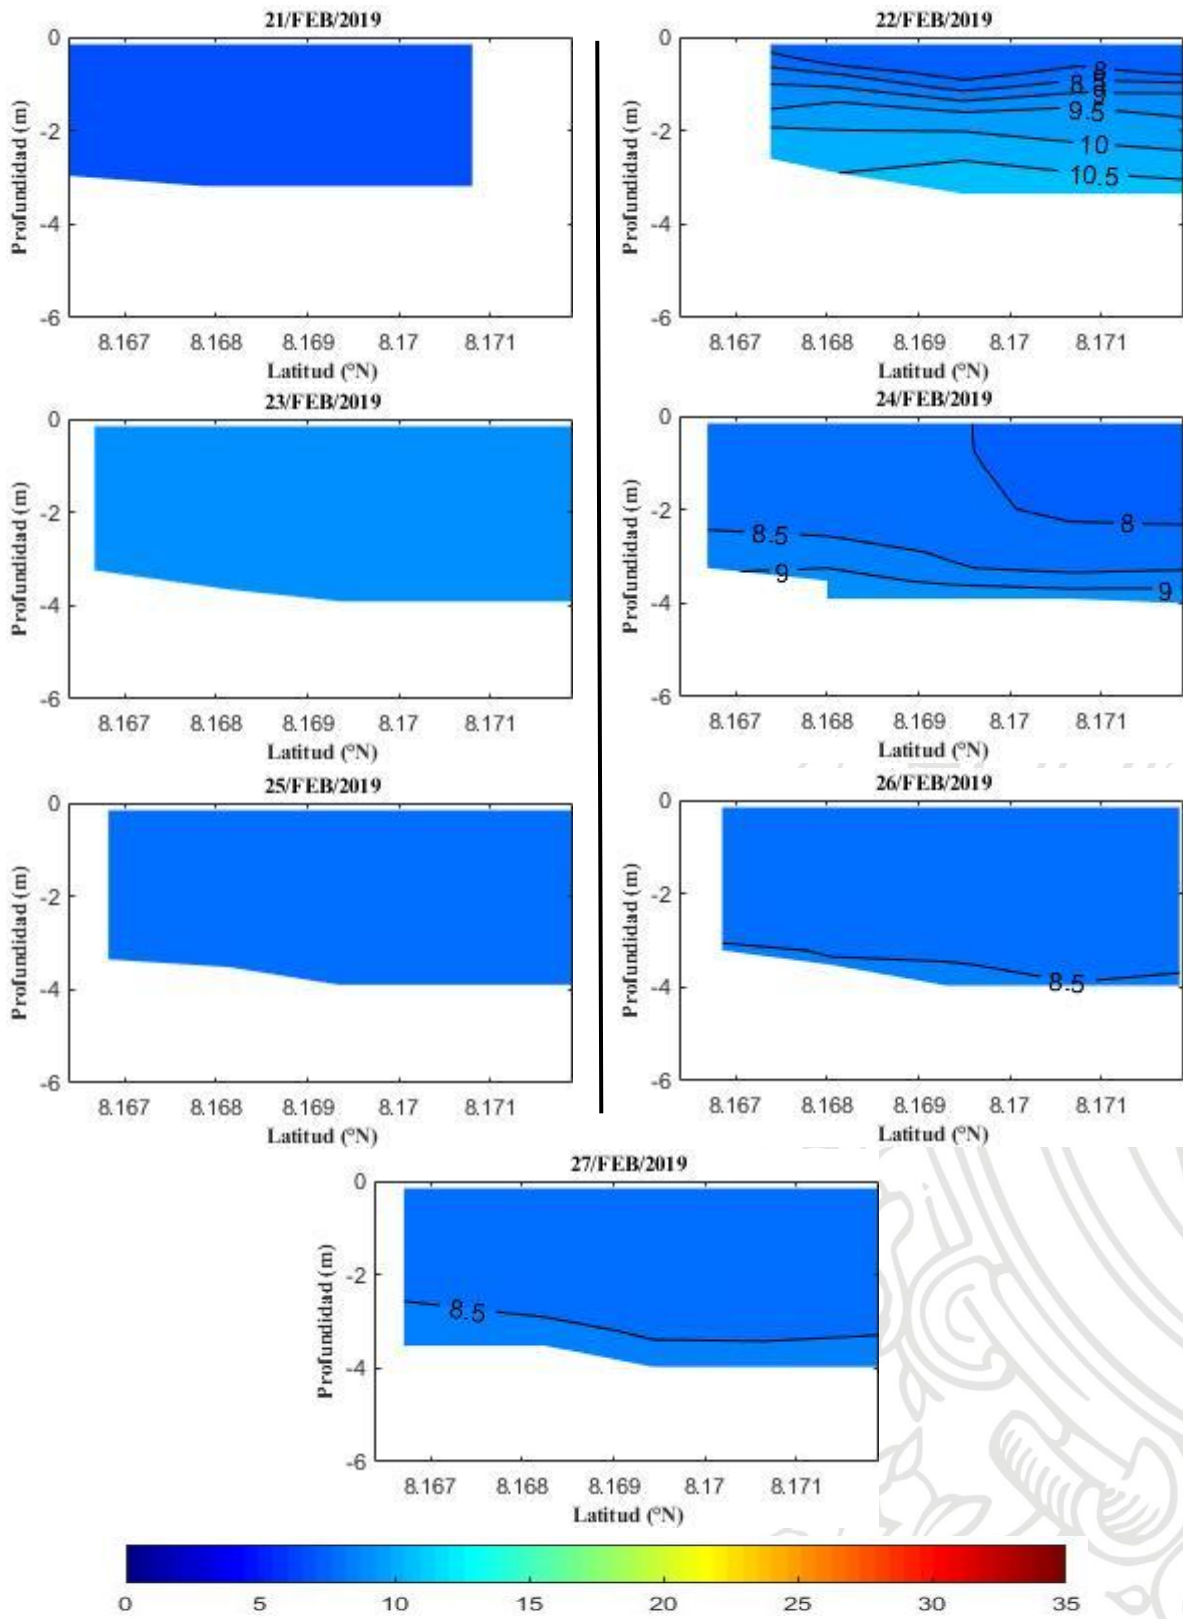 21/FEB/2019
0
-2
-4
-6
Profundidad (m)
8.167 8.168 8.169 8.17 8.171
Latitud (°N)
22/FEB/2019
0
-2
-4
-6
Profundidad (m)
8
9
9.5
10
10.5
8.167 8.168 8.169 8.17 8.171
Latitud (°N)
23/FEB/2019
0
-2
-4
-6
Profundidad (m)
8.167 8.168 8.169 8.17 8.171
Latitud (°N)
24/FEB/2019
0
-2
-4
-6
Profundidad (m)
8
8.5
9
9
8.167 8.168 8.169 8.17 8.171
Latitud (°N)
25/FEB/2019
0
-2
-4
-6
Profundidad (m)
8.167 8.168 8.169 8.17 8.171
Latitud (°N)
26/FEB/2019
0
-2
-4
-6
Profundidad (m)
8.5
8.167 8.168 8.169 8.17 8.171
Latitud (°N)
27/FEB/2019
0
-2
-4
-6
Profundidad (m)
8.5
8.167 8.168 8.169 8.17 8.171
Latitud (°N)
0 5 10 15 20 25 30 35